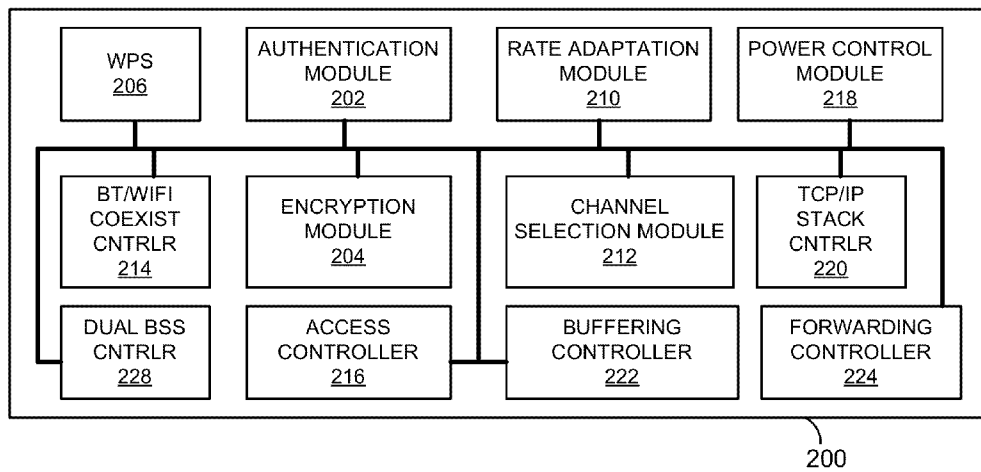 WPS
206
AUTHENTICATION
MODULE
202
RATE ADAPTATION
MODULE
210
POWER CONTROL
MODULE
218
BT/WIFI
COEXIST
CNTRLR
214
ENCRYPTION
MODULE
204
CHANNEL
SELECTION MODULE
212
TCP/IP
STACK
CNTRLR
220
DUAL BSS
CNTRLR
228
ACCESS
CONTROLLER
216
BUFFERING
CONTROLLER
222
FORWARDING
CONTROLLER
224
200